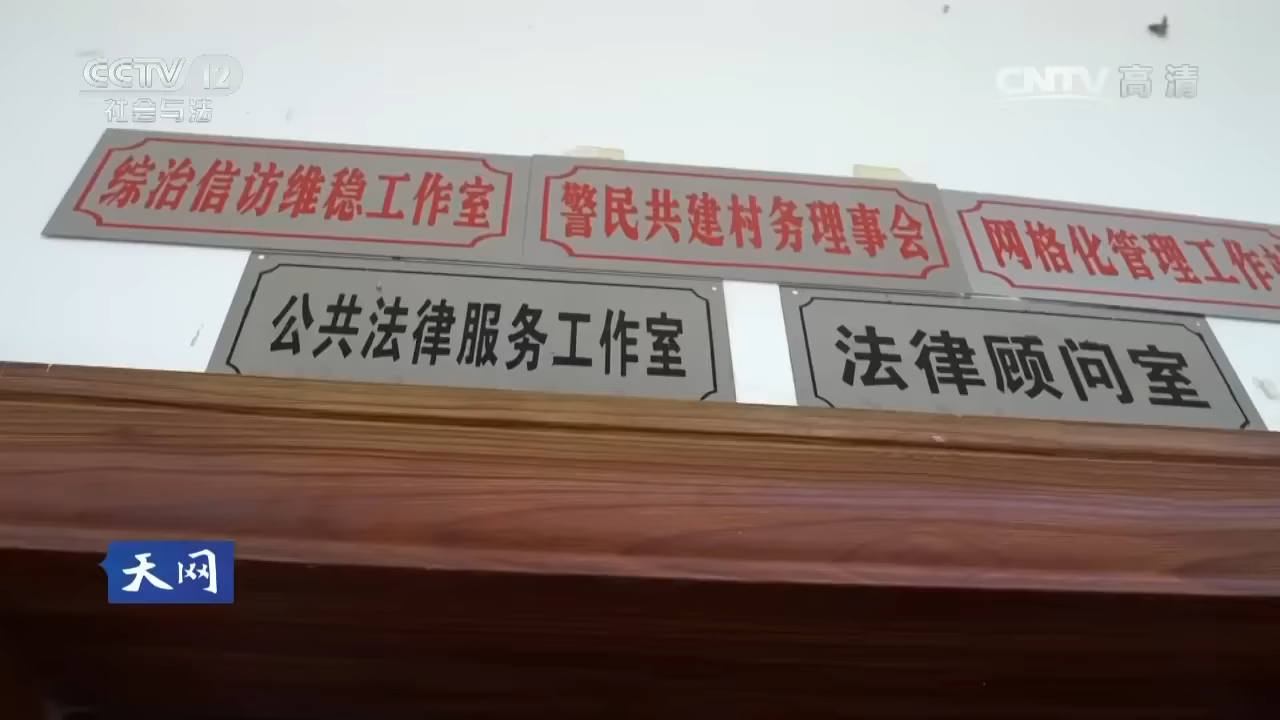 CCTV 12
社会与法
CNTV 高清
综治信访维稳工作室
警民共建村务理事会
网格化管理工作
公共法律服务工作室
法律顾问室
天网